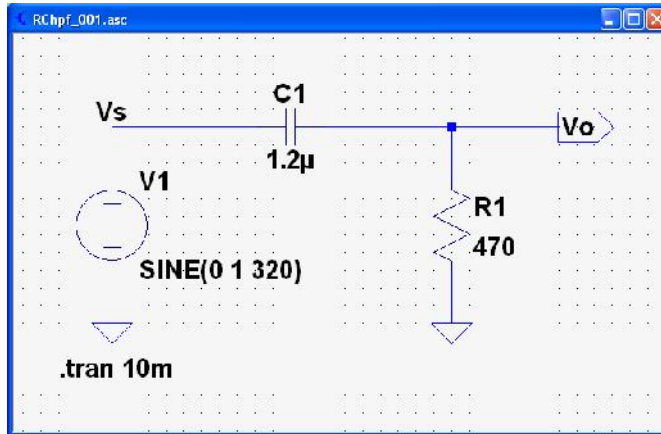 RChpf_001.asc
C1
Vs
Vo
1.2µ
V1
R1
470
SINE(0 1 320)
.tran 10m